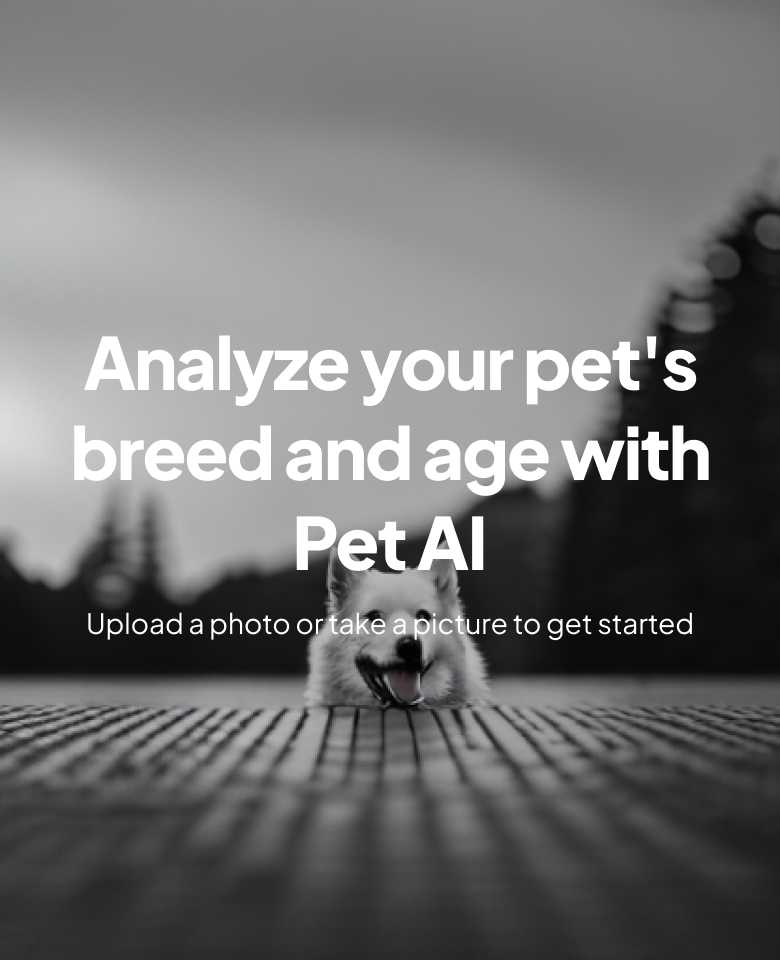 Analyze your pet's
breed and age with
Pet AI
Upload a photo or take a picture to get started